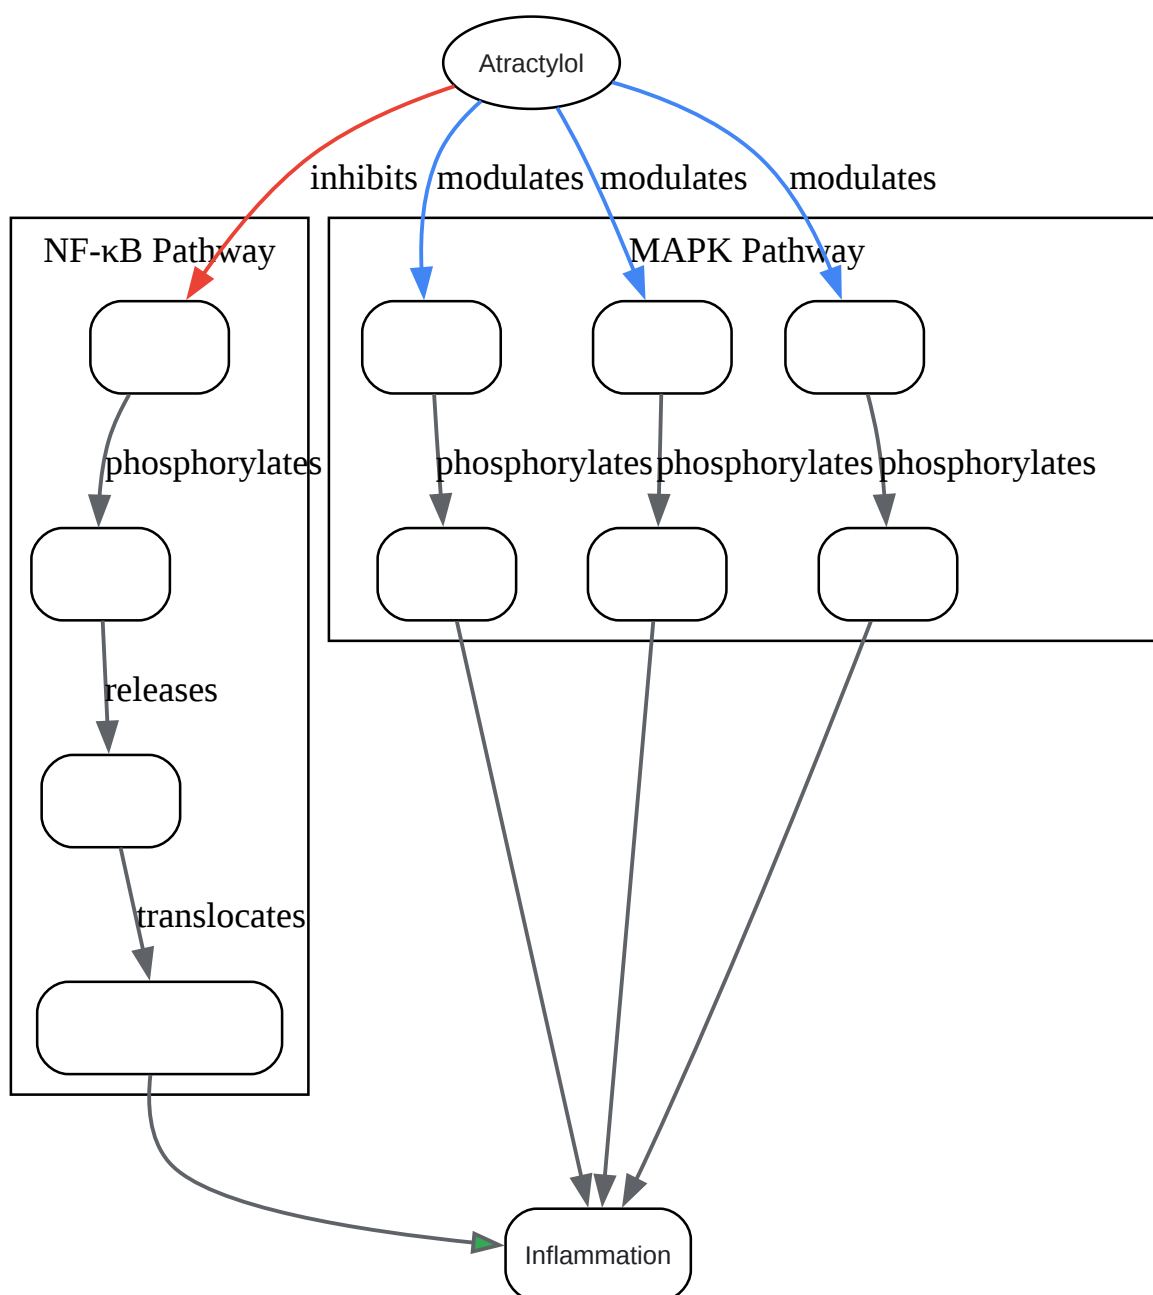 Atractylol
inhibits modulates modulates modulates
NF-κB Pathway MAPK Pathway
phosphorylates phosphorylates phosphorylates phosphorylates
releases
translocates
Inflammation